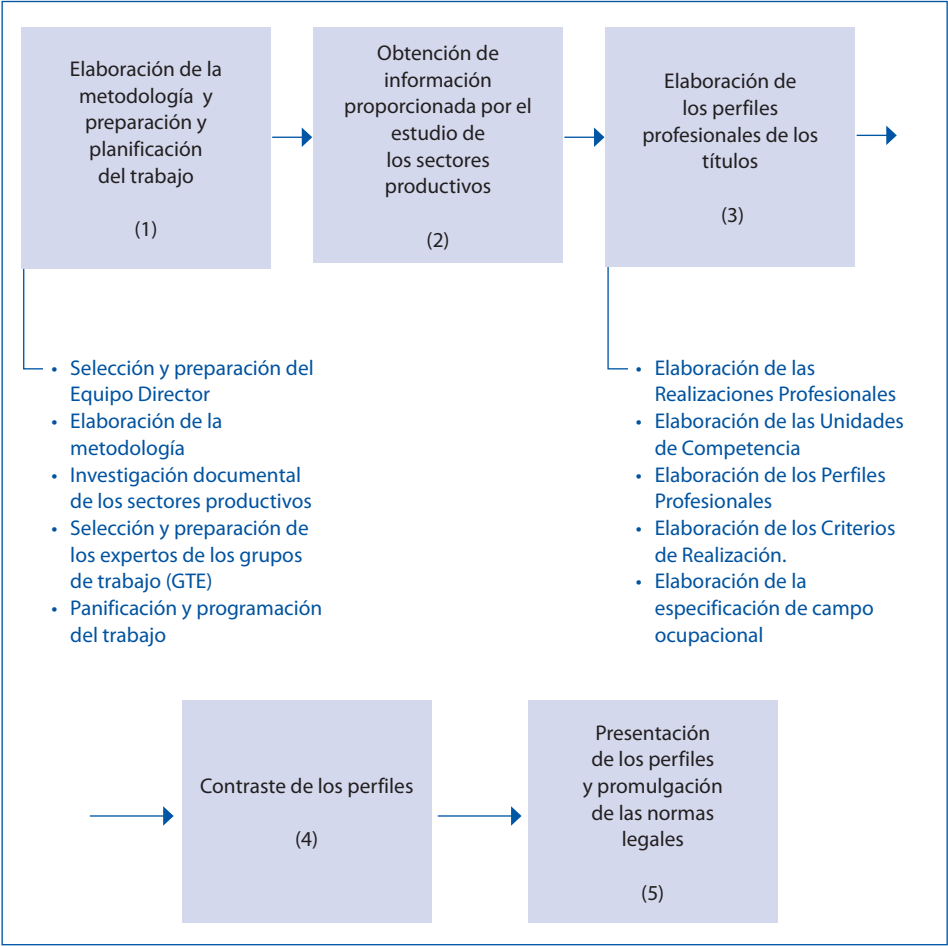 Elaboración de la
metodología y
preparación y
planificación
del trabajo
(1)
Obtención de
información
proporcionada por el
estudio de
los sectores
productivos
(2)
Elaboración de
los perfiles
profesionales de los
títulos
(3)
• Selección y preparación del
Equipo Director
• Elaboración de la
metodología
• Investigación documental
de los sectores productivos
• Selección y preparación de
los expertos de los grupos
de trabajo (GTE)
• Panificación y programación
del trabajo
• Elaboración de las
Realizaciones Profesionales
• Elaboración de las Unidades
de Competencia
• Elaboración de los Perfiles
Profesionales
• Elaboración de los Criterios
de Realización.
• Elaboración de la
especificación de campo
ocupacional
Contraste de los perfiles
(4)
Presentación
de los perfiles
y promulgación
de las normas
legales
(5)